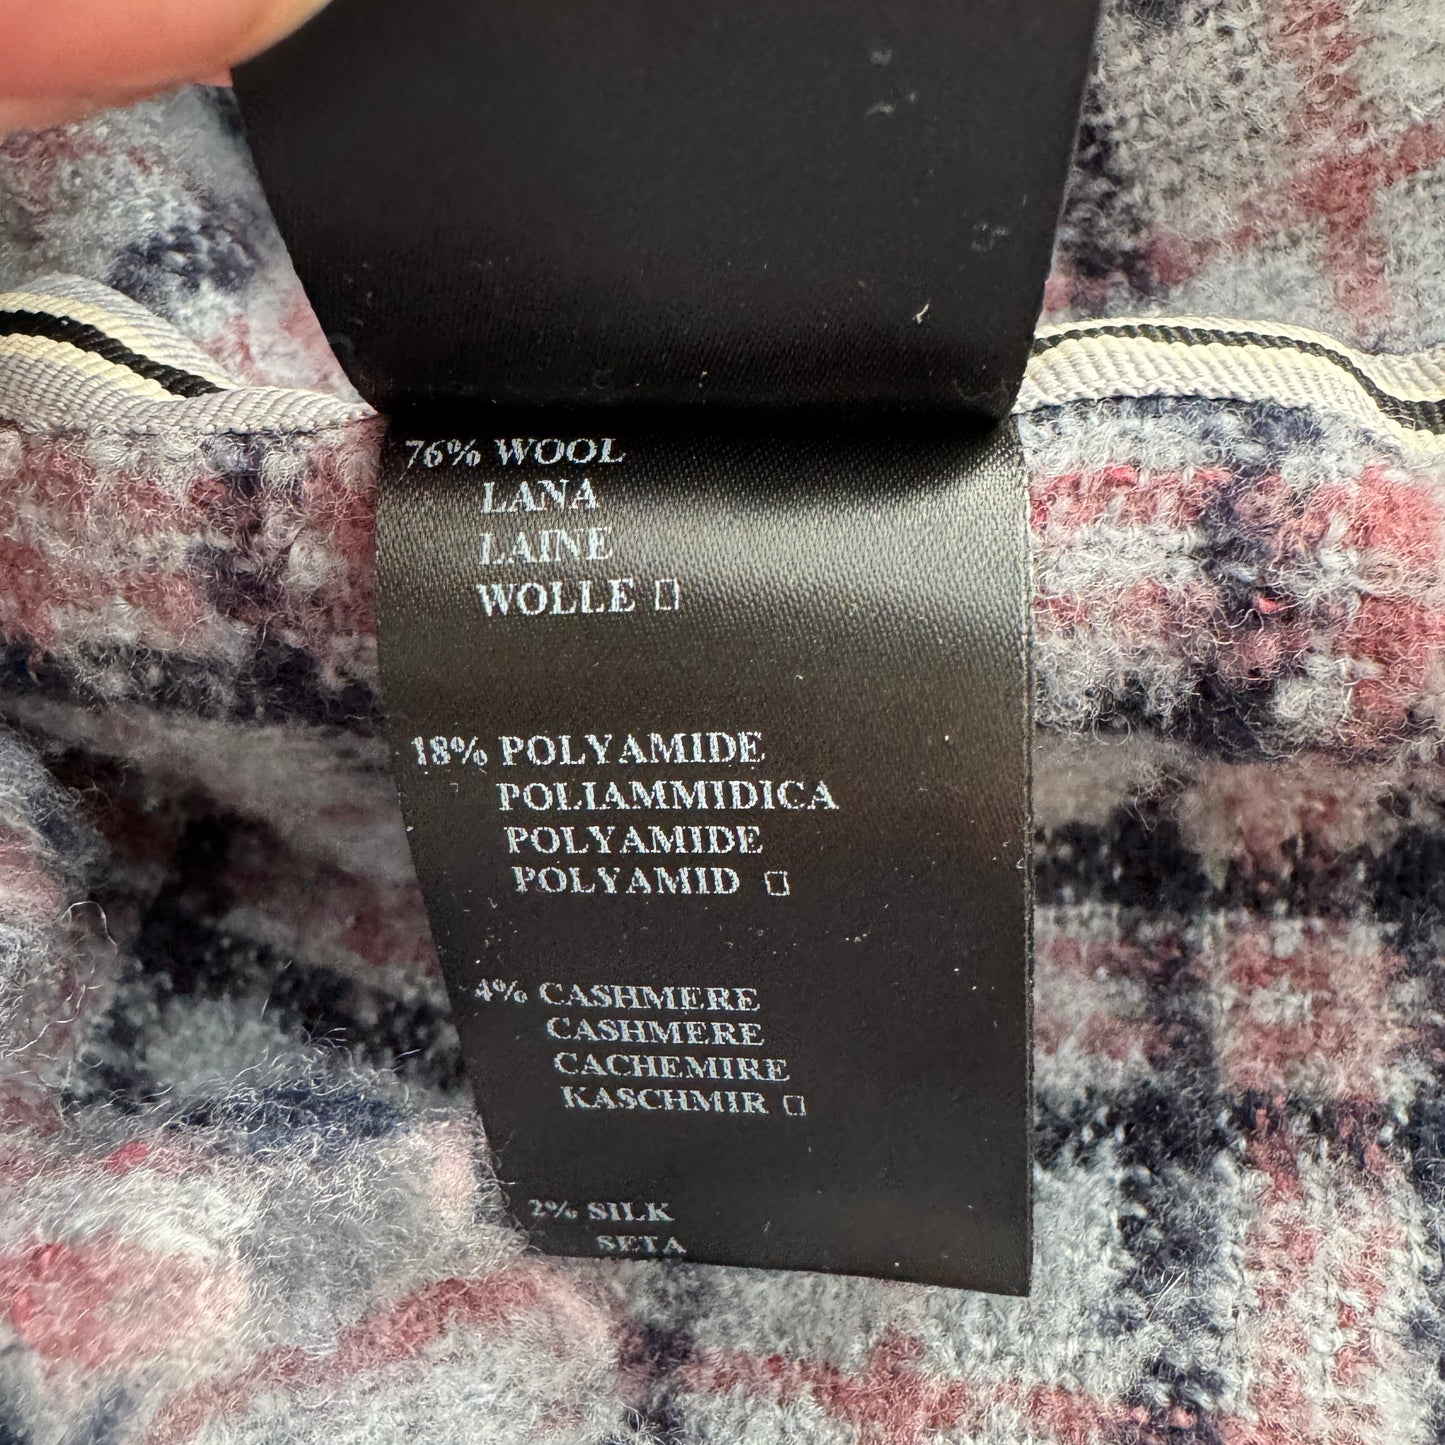 76% WOOL
LANA
LAINE
WOLLE
18% POLYAMIDE
POLIAMMIDICA
POLYAMIDE
POLYAMID
4% CASHMERE
CASHMERE
CACHEMIRE
KASCHMIR
2% SILK
SETA